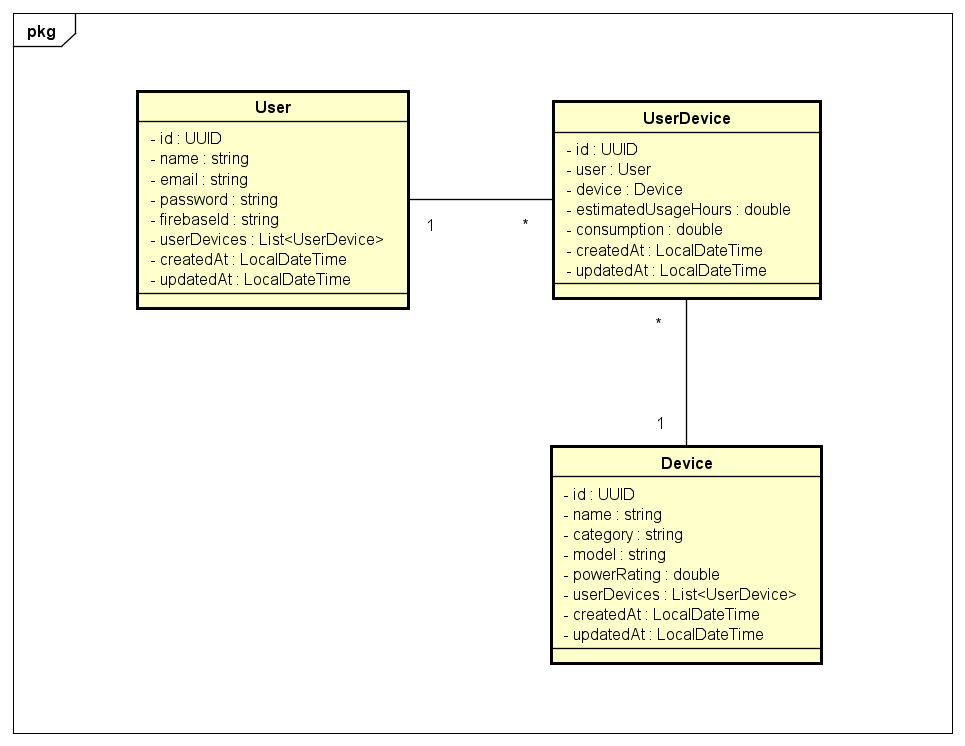 pkg
User
- id : UUID
- name : string
- email : string
- password : string
- firebaseId : string
- userDevices : List<UserDevice>
- createdAt : LocalDateTime
- updatedAt : LocalDateTime
1
*
UserDevice
- id : UUID
- user : User
- device : Device
- estimatedUsageHours : double
- consumption : double
- createdAt : LocalDateTime
- updatedAt : LocalDateTime
*
1
Device
- id : UUID
- name : string
- category : string
- model : string
- powerRating : double
- userDevices : List<UserDevice>
- createdAt : LocalDateTime
- updatedAt : LocalDateTime